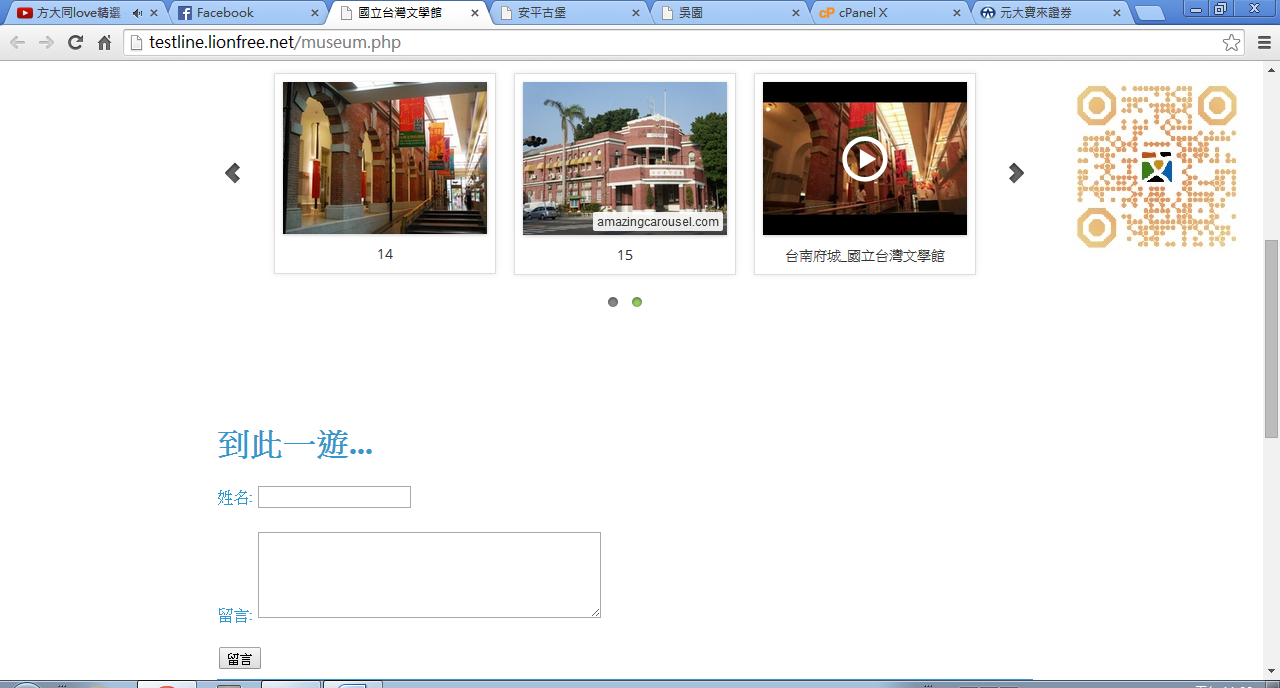 方大同love精選
Facebook
國立台灣文學館
安平古堡
吳園
cPanel X
元大寶來證券
testline.lionfree.net/museum.php
amazingcarousel.com
14
15
台南府城_國立台灣文學館
到此一遊...
姓名:
留言:
留言